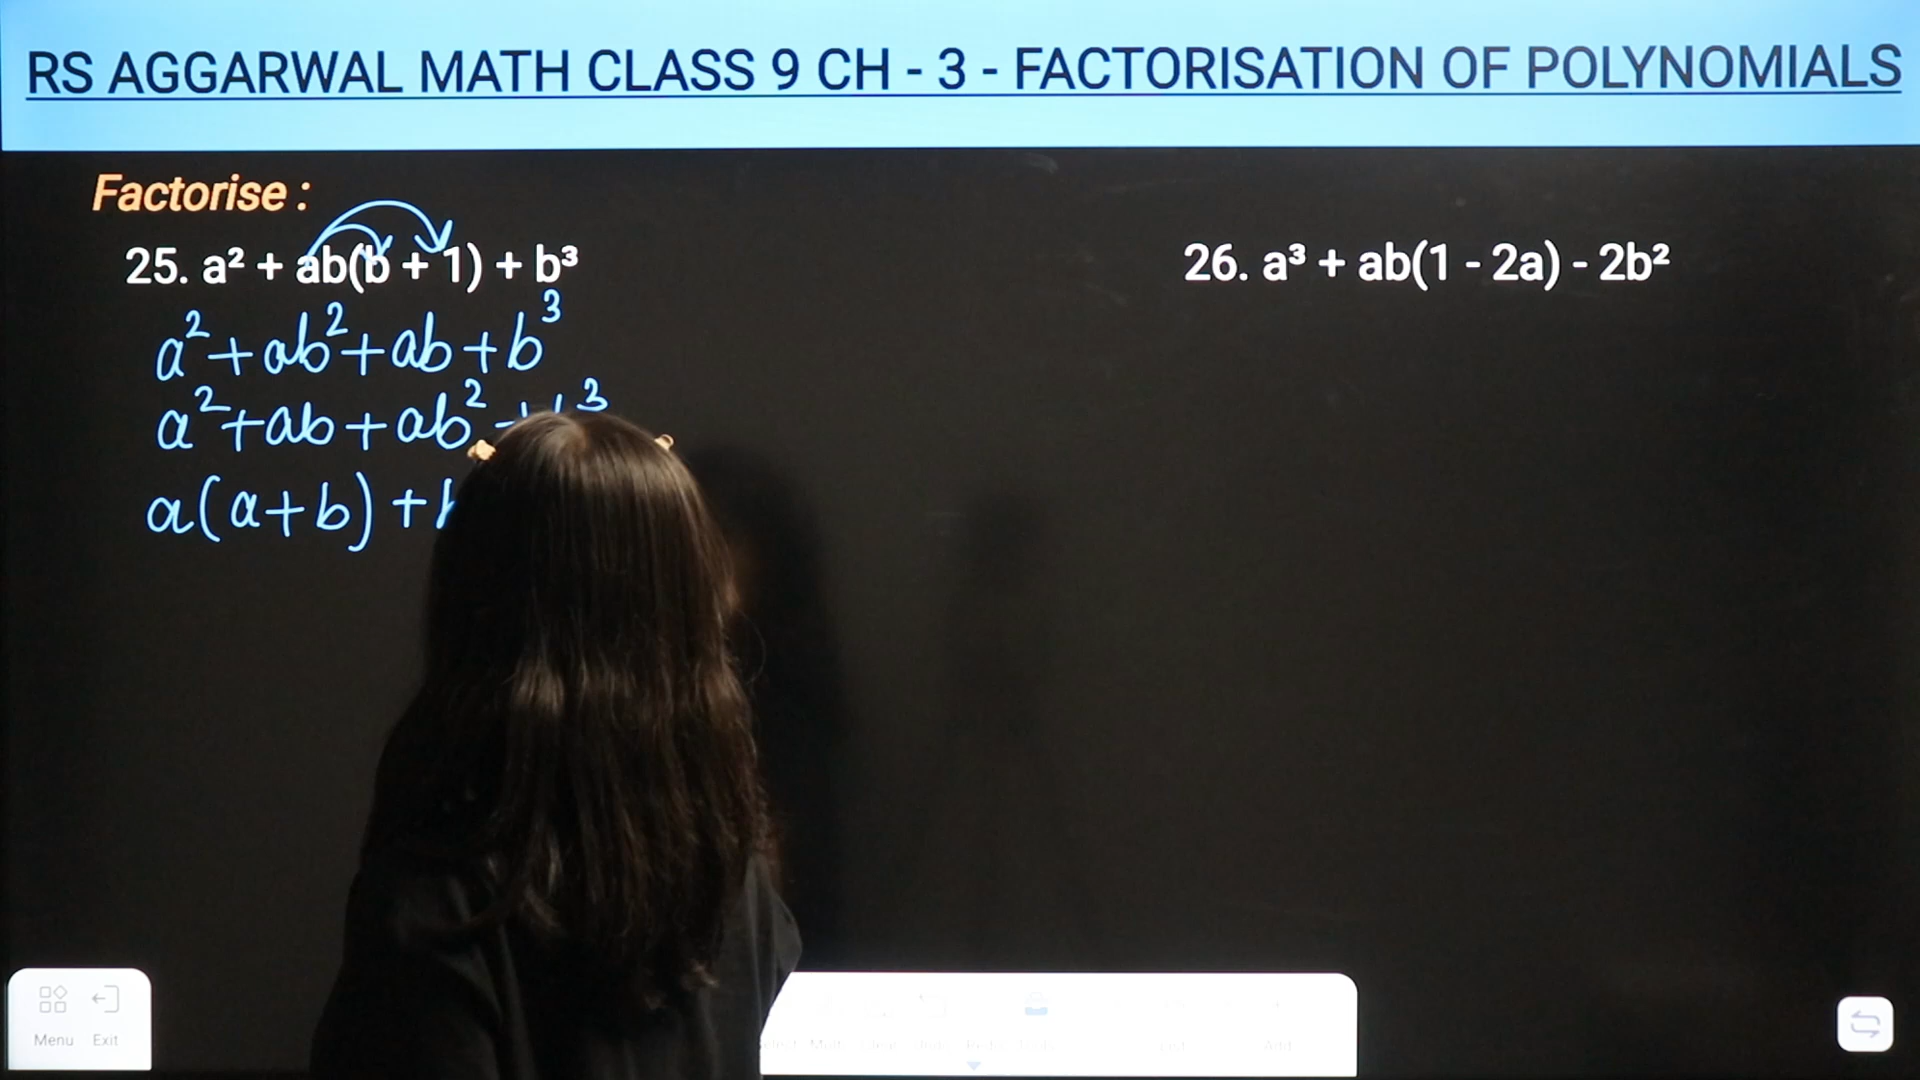 RS AGGARWAL MATH CLASS 9 CH - 3 - FACTORISATION OF POLYNOMIALS
Factorise :
25. a² + ab(b + 1) + b³
a² + ab² + ab + b³
a² + ab + ab² + b³
a(a+b) +
26. a³ + ab(1 - 2a) - 2b²
Menu Exit